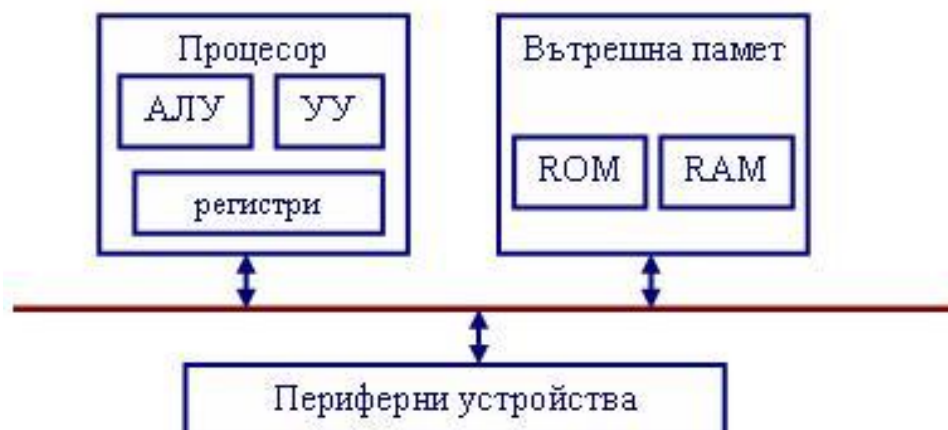 Процесор
АЛУ
УУ
регистри
Вътрешна памет
ROM
RAM
Периферни устройства